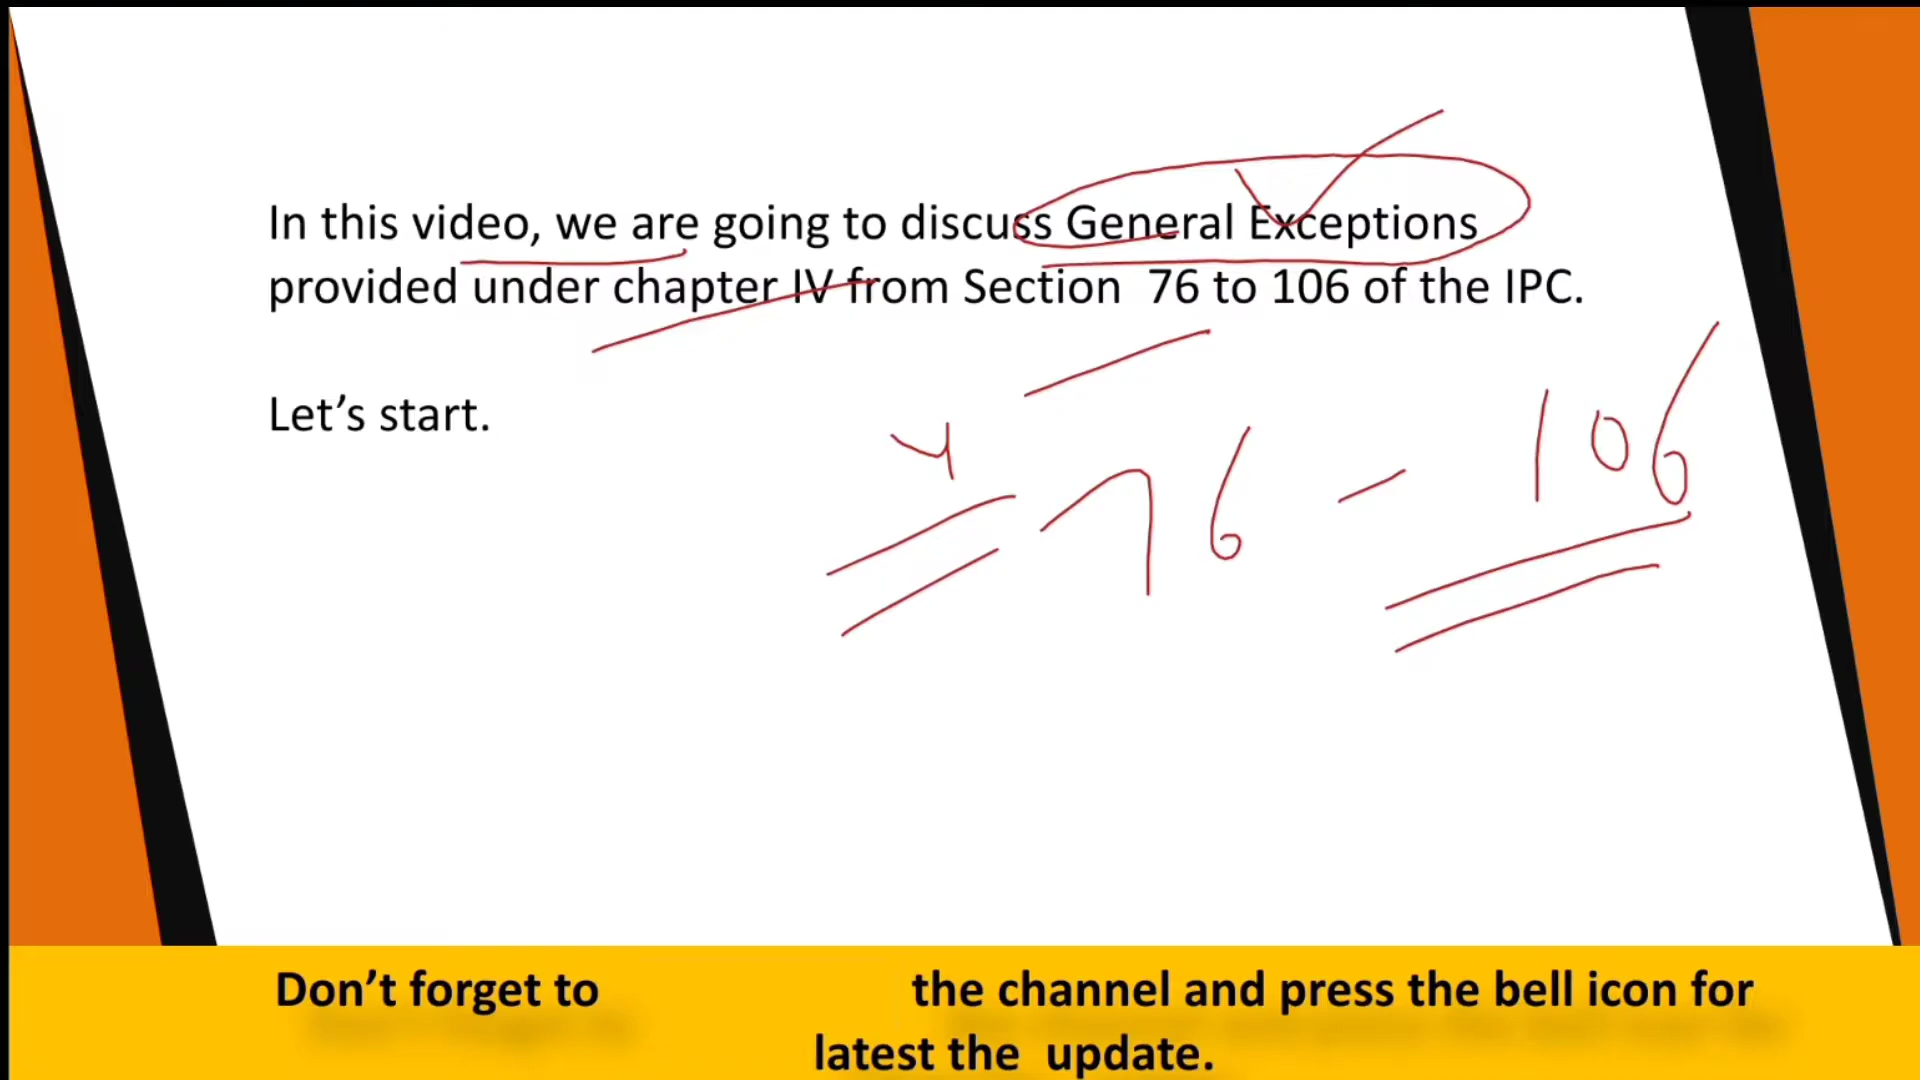 In this video, we are going to discuss General Exceptions
provided under chapter IV from Section 76 to 106 of the IPC.
Let's start.
4
76 - 106
Don't forget to the channel and press the bell icon for
latest the update.